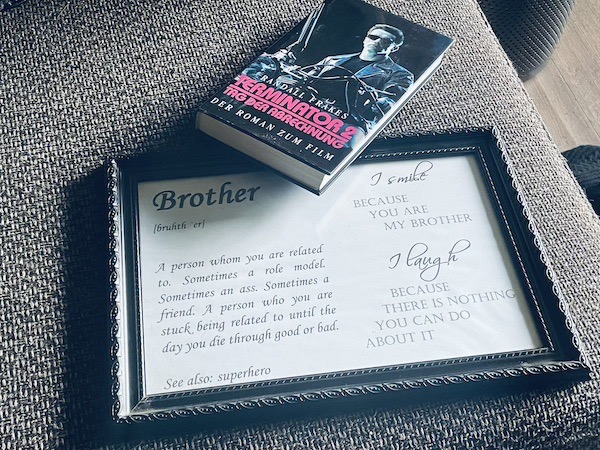 RANDALL FRAKES
TERMINATOR 2
TAG DER ABRECHNUNG
DER ROMAN ZUM FILM
Brother
[bruhth·er]
A person whom you are related
to. Sometimes a role model.
Sometimes an ass. Sometimes a
friend. A person who you are
stuck being related to until the
day you die through good or bad.
See also: superhero
I smile
BECAUSE
YOU ARE
MY BROTHER
I laugh
BECAUSE
THERE IS NOTHING
YOU CAN DO
ABOUT IT